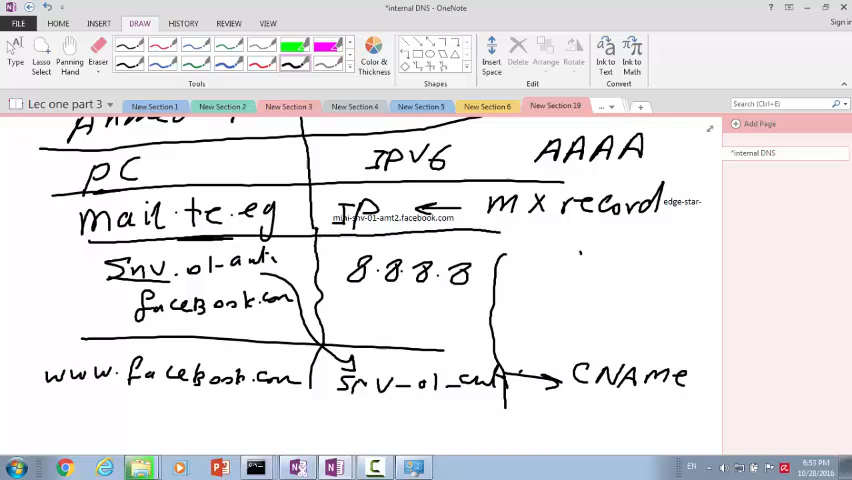 *internal DNS - OneNote
Sign in
FILE HOME INSERT DRAW HISTORY REVIEW VIEW
Type Lasso Select Panning Hand Eraser Color & Thickness Insert Space Delete Arrange Rotate Ink to Text Ink to Math
Tools Shapes Edit Convert
Lec one part 3 New Section 1 New Section 2 New Section 3 New Section 4 New Section 5 New Section 6 New Section 19 ... Search (Ctrl+E)
Add Page
*internal DNS
PC IPV6 AAAA
mail.te.eg IP mx record
edge-star-
mini-shv-01-amt2.facebook.com
8.8.8.8
faceBook.com
www.faceBook.com
CNAME
EN 6:53 PM
10/28/2016